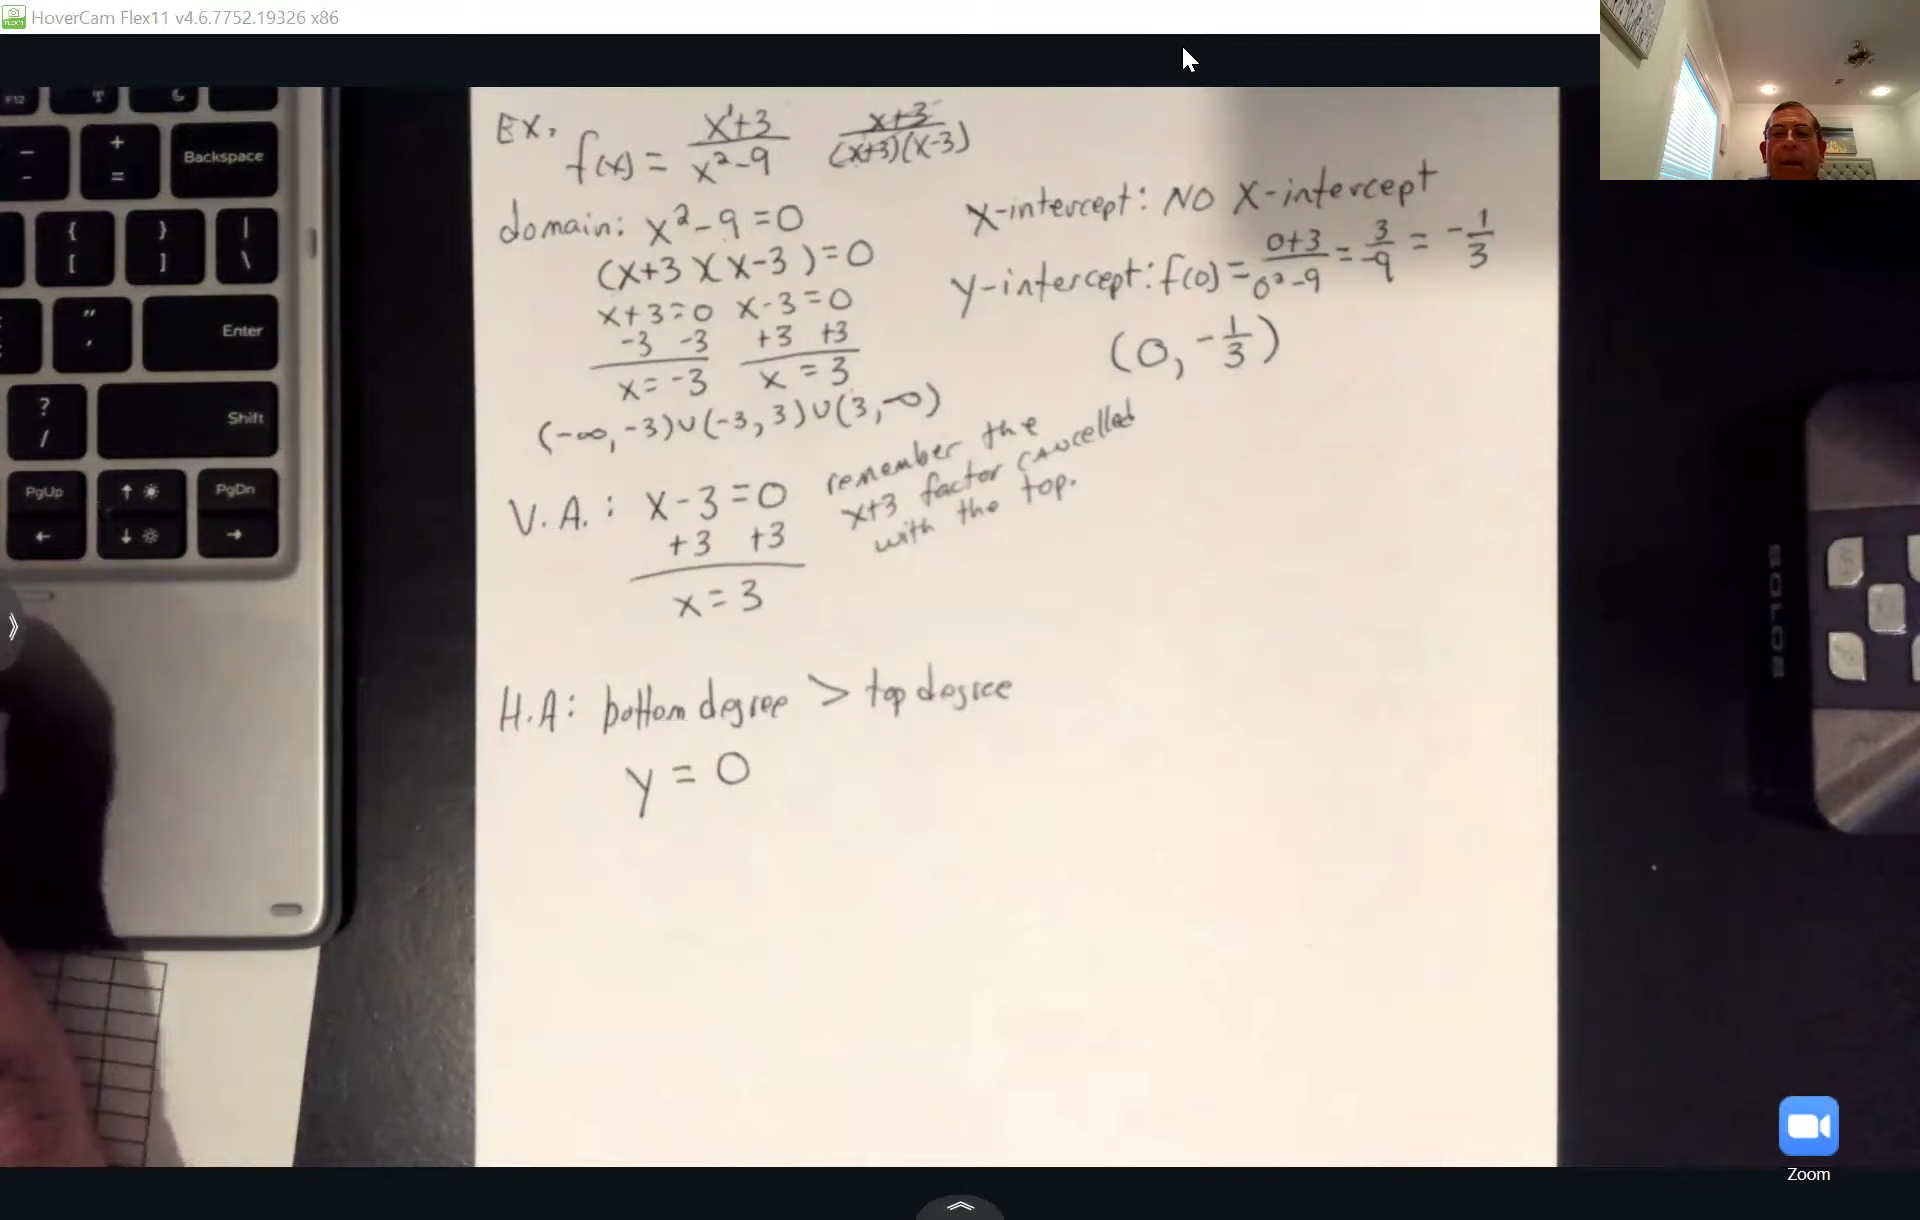 HoverCam Flex11 v4.6.7752.19326 x86
Ex, f(x) = x¹+3 / x²-9   x+3 / (x+3)(x-3)
domain: x²-9=0
(x+3)(x-3)=0
x+3=0 x-3=0
-3 -3 +3 +3
x=-3 x=3
(-∞,-3)∪(-3,3)∪(3,∞)
V.A.: x-3=0
+3 +3
x=3
remember the
x+3 factor cancelled
with the top.
H.A: bottom degree > top degree
y=0
x-intercept: NO x-intercept
y-intercept: f(0) = 0+3 / 0²-9 = 3/-9 = -1/3
(0, -1/3)
F12
- -
+ =
Backspace
{ [
} ]
| \
" '
Enter
? /
Shift
PgUp
PgDn
BOLOS
Zoom